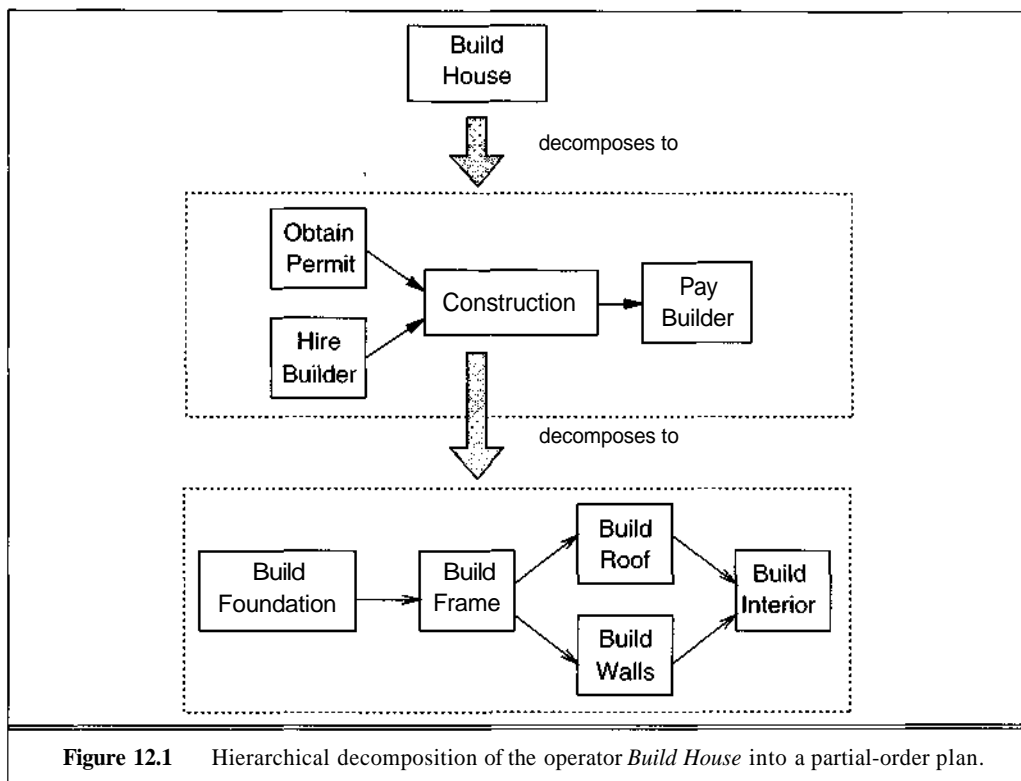 Build
House
decomposes to
Obtain
Permit
Construction
Pay
Builder
Hire
Builder
decomposes to
Build
Foundation
Build
Frame
Build
Roof
Build
Walls
Build
Interior
Figure 12.1 Hierarchical decomposition of the operator Build House into a partial-order plan.